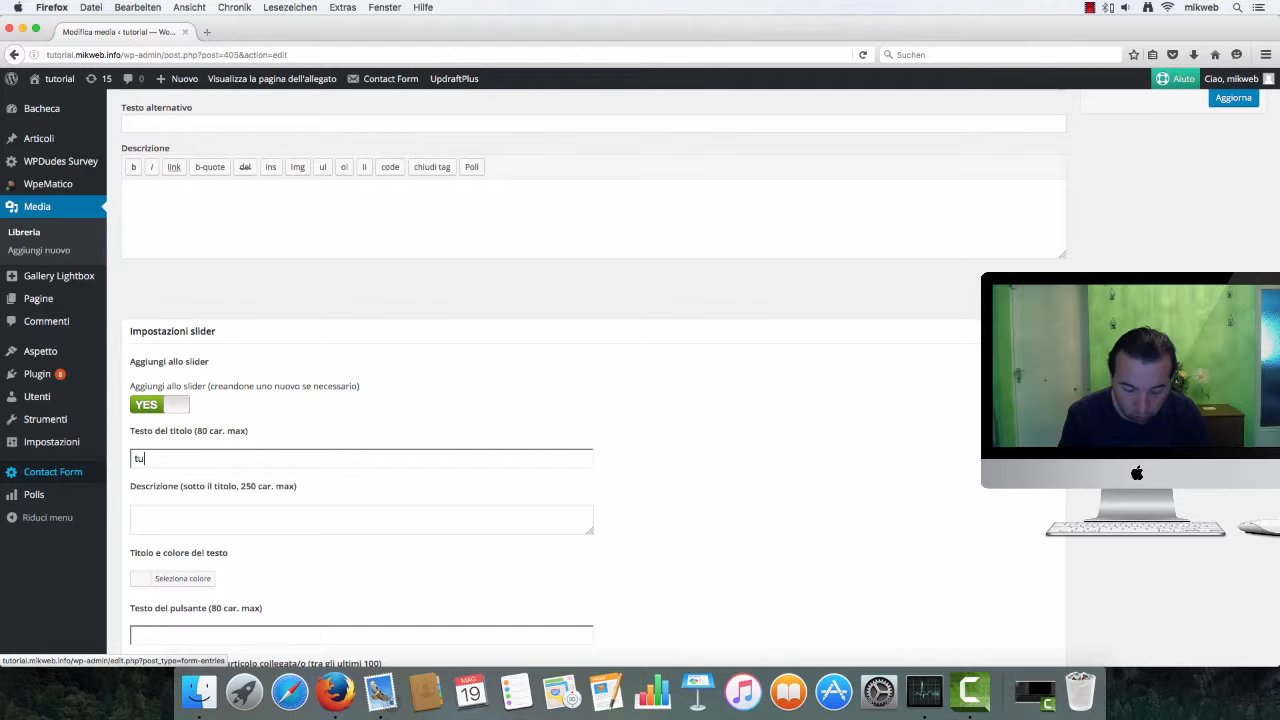 Firefox Datei Bearbeiten Ansicht Chronik Lesezeichen Extras Fenster Hilfe mikweb
Modifica media ‹ tutorial — Wo...
tutorial.mikweb.info/wp-admin/post.php?post=405&action=edit Suchen
tutorial 15 0 Nuovo Visualizza la pagina dell'allegato Contact Form UpdraftPlus Aiuto Ciao, mikweb
Bacheca
Articoli
WPDudes Survey
WpeMatico
Media
Libreria
Aggiungi nuovo
Gallery Lightbox
Pagine
Commenti
Aspetto
Plugin 8
Utenti
Strumenti
Impostazioni
Contact Form
Polls
Riduci menu
Aggiorna
Testo alternativo
Descrizione
b i link b-quote del ins img ul ol li code chiudi tag Poll
Impostazioni slider
Aggiungi allo slider
Aggiungi allo slider (creandone uno nuovo se necessario)
YES
Testo del titolo (80 car. max)
tu
Descrizione (sotto il titolo, 250 car. max)
Titolo e colore del testo
Seleziona colore
Testo del pulsante (80 car. max)
articolo collegata/o (tra gli ultimi 100)
tutorial.mikweb.info/wp-admin/edit.php?post_type=form-entries
MAG
19